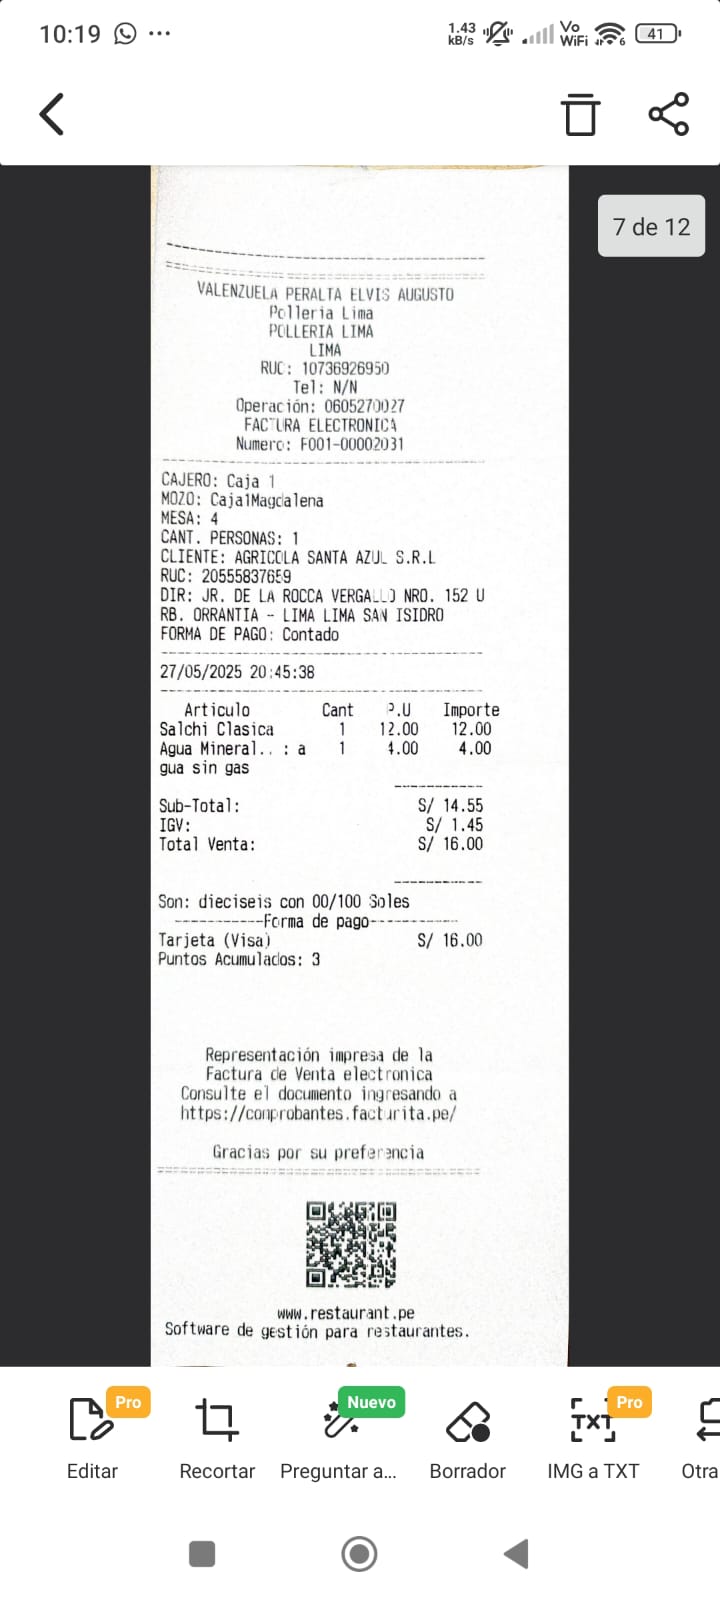 10:19 ...
1.43 kB/s Vo WiFi 6 41
7 de 12
VALENZUELA PERALTA ELVIS AUGUSTO
Polleria Lima
POLLERIA LIMA
LIMA
RUC: 10736926950
Tel: N/N
Operación: 0605270027
FACTURA ELECTRONICA
Numero: F001-00002031
CAJERO: Caja 1
MOZO: Caja1Magdalena
MESA: 4
CANT. PERSONAS: 1
CLIENTE: AGRICOLA SANTA AZUL S.R.L
RUC: 20555837659
DIR: JR. DE LA ROCCA VERGALLO NRO. 152 U
RB. ORRANTIA - LIMA LIMA SAN ISIDRO
FORMA DE PAGO: Contado
27/05/2025 20:45:38
Articulo Cant P.U Importe
Salchi Clasica 1 12.00 12.00
Agua Mineral.. : a 1 4.00 4.00
gua sin gas
Sub-Total: S/ 14.55
IGV: S/ 1.45
Total Venta: S/ 16.00
Son: dieciseis con 00/100 Soles
-----------Forma de pago-----------
Tarjeta (Visa) S/ 16.00
Puntos Acumulados: 3
Representación impresa de la
Factura de Venta electronica
Consulte el documento ingresando a
https://comprobantes.facturita.pe/
Gracias por su preferencia
www.restaurant.pe
Software de gestión para restaurantes.
Pro Nuevo Pro
TXT
Editar Recortar Preguntar a... Borrador IMG a TXT Otra